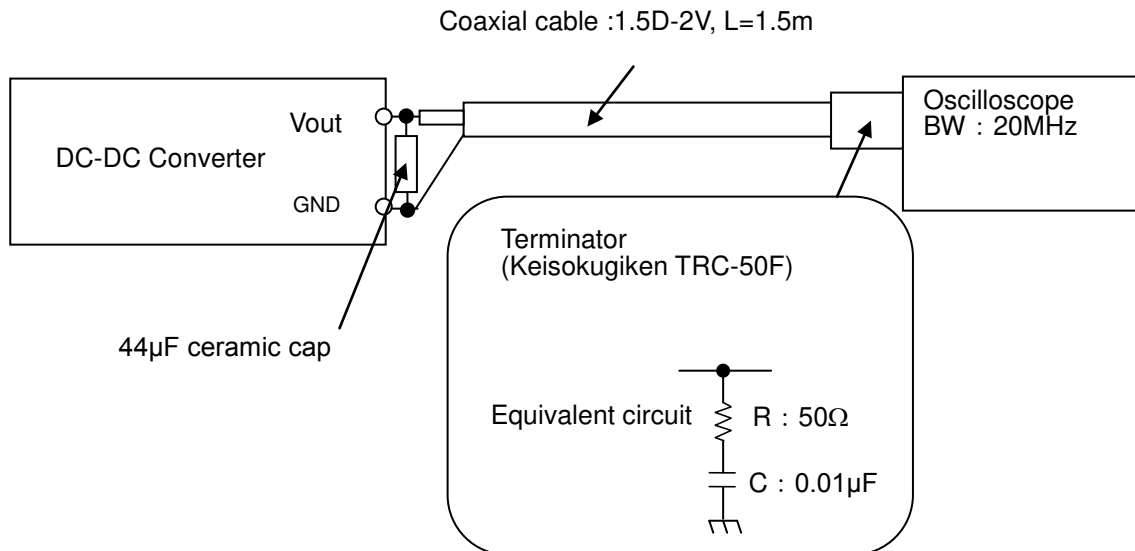 Coaxial cable :1.5D-2V, L=1.5m
Vout
DC-DC Converter
GND
Oscilloscope
BW : 20MHz
Terminator
(Keisokugiken TRC-50F)
44µF ceramic cap
Equivalent circuit
R : 50Ω
C : 0.01µF